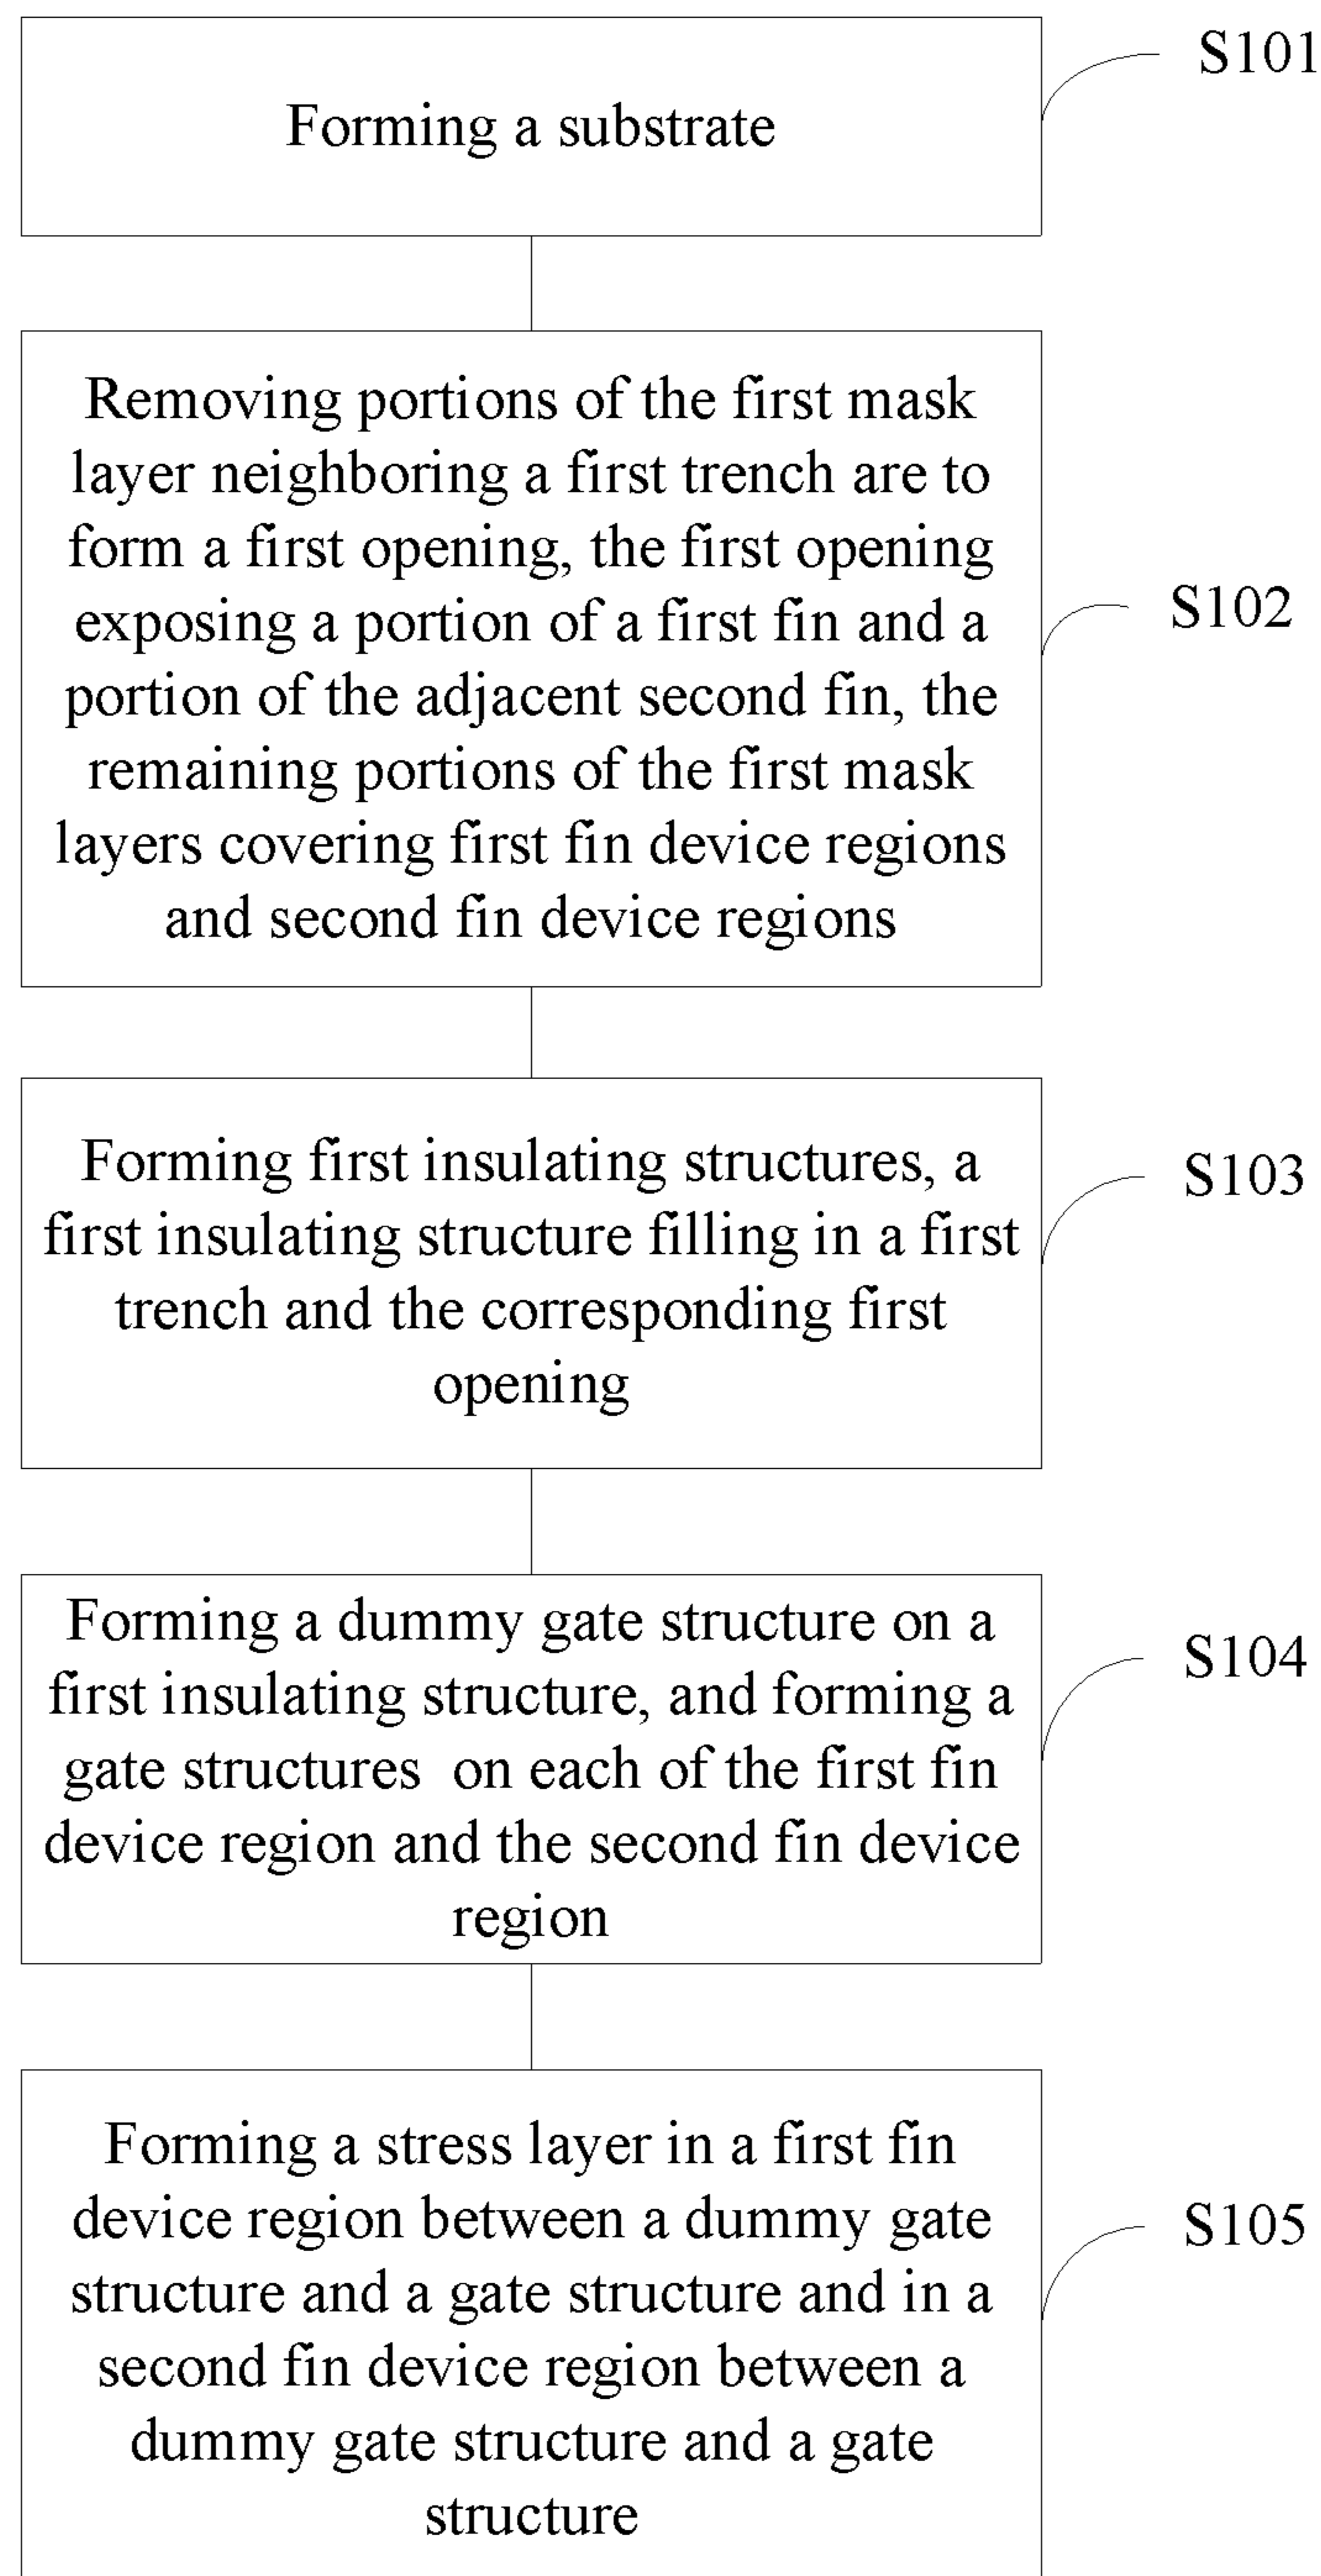 S101
Forming a substrate
Removing portions of the first mask
layer neighboring a first trench are to
form a first opening, the first opening
exposing a portion of a first fin and a
portion of the adjacent second fin, the
remaining portions of the first mask
layers covering first fin device regions
and second fin device regions
S102
Forming first insulating structures, a
first insulating structure filling in a first
trench and the corresponding first
opening
S103
Forming a dummy gate structure on a
first insulating structure, and forming a
gate structures  on each of the first fin
device region and the second fin device
region
S104
Forming a stress layer in a first fin
device region between a dummy gate
structure and a gate structure and in a
second fin device region between a
dummy gate structure and a gate
structure
S105